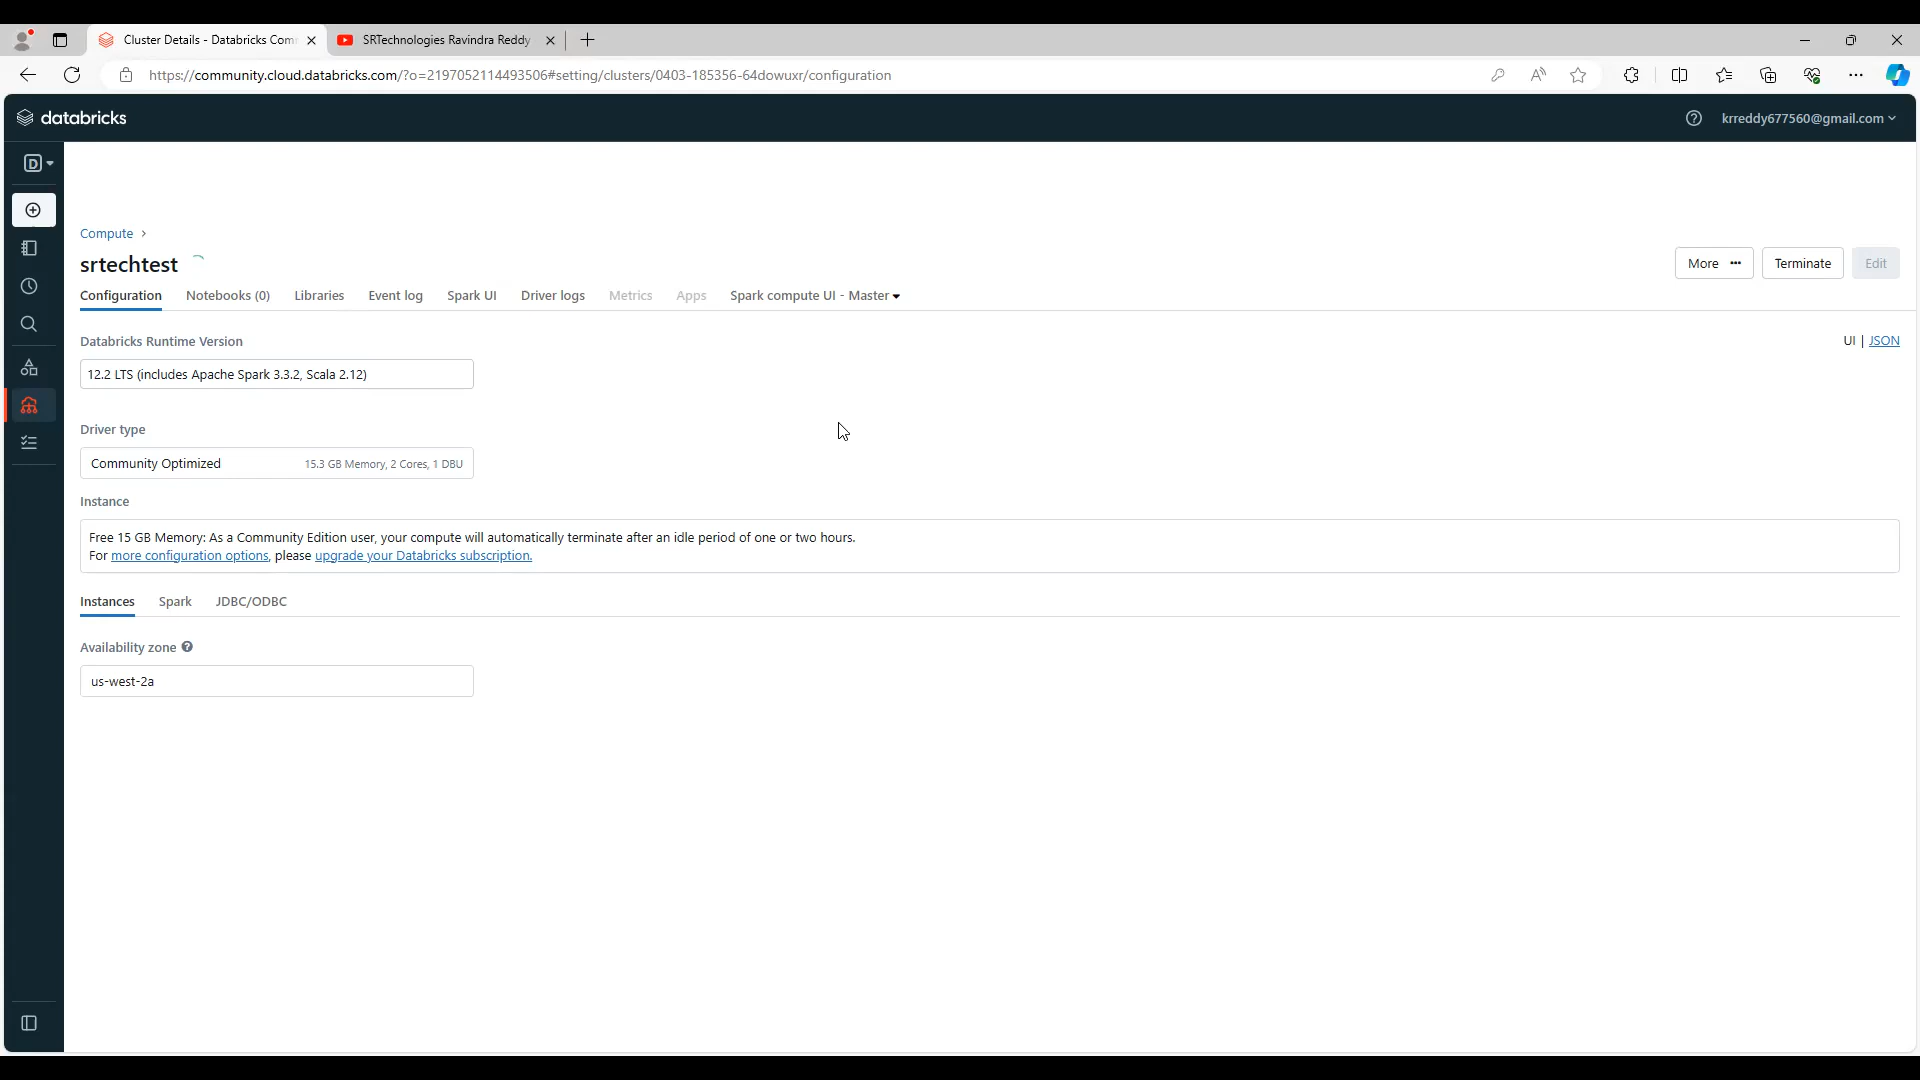 Cluster Details - Databricks Com
SRTechnologies Ravindra Reddy
https://community.cloud.databricks.com/?o=2197052114493506#setting/clusters/0403-185356-64dowuxr/configuration
databricks
krreddy677560@gmail.com
D
Compute
srtechtest
More
Terminate
Edit
Configuration
Notebooks (0)
Libraries
Event log
Spark UI
Driver logs
Metrics
Apps
Spark compute UI - Master
Databricks Runtime Version
UI | JSON
12.2 LTS (includes Apache Spark 3.3.2, Scala 2.12)
Driver type
Community Optimized
15.3 GB Memory, 2 Cores, 1 DBU
Instance
Free 15 GB Memory: As a Community Edition user, your compute will automatically terminate after an idle period of one or two hours.
For more configuration options, please upgrade your Databricks subscription.
Instances
Spark
JDBC/ODBC
Availability zone
us-west-2a